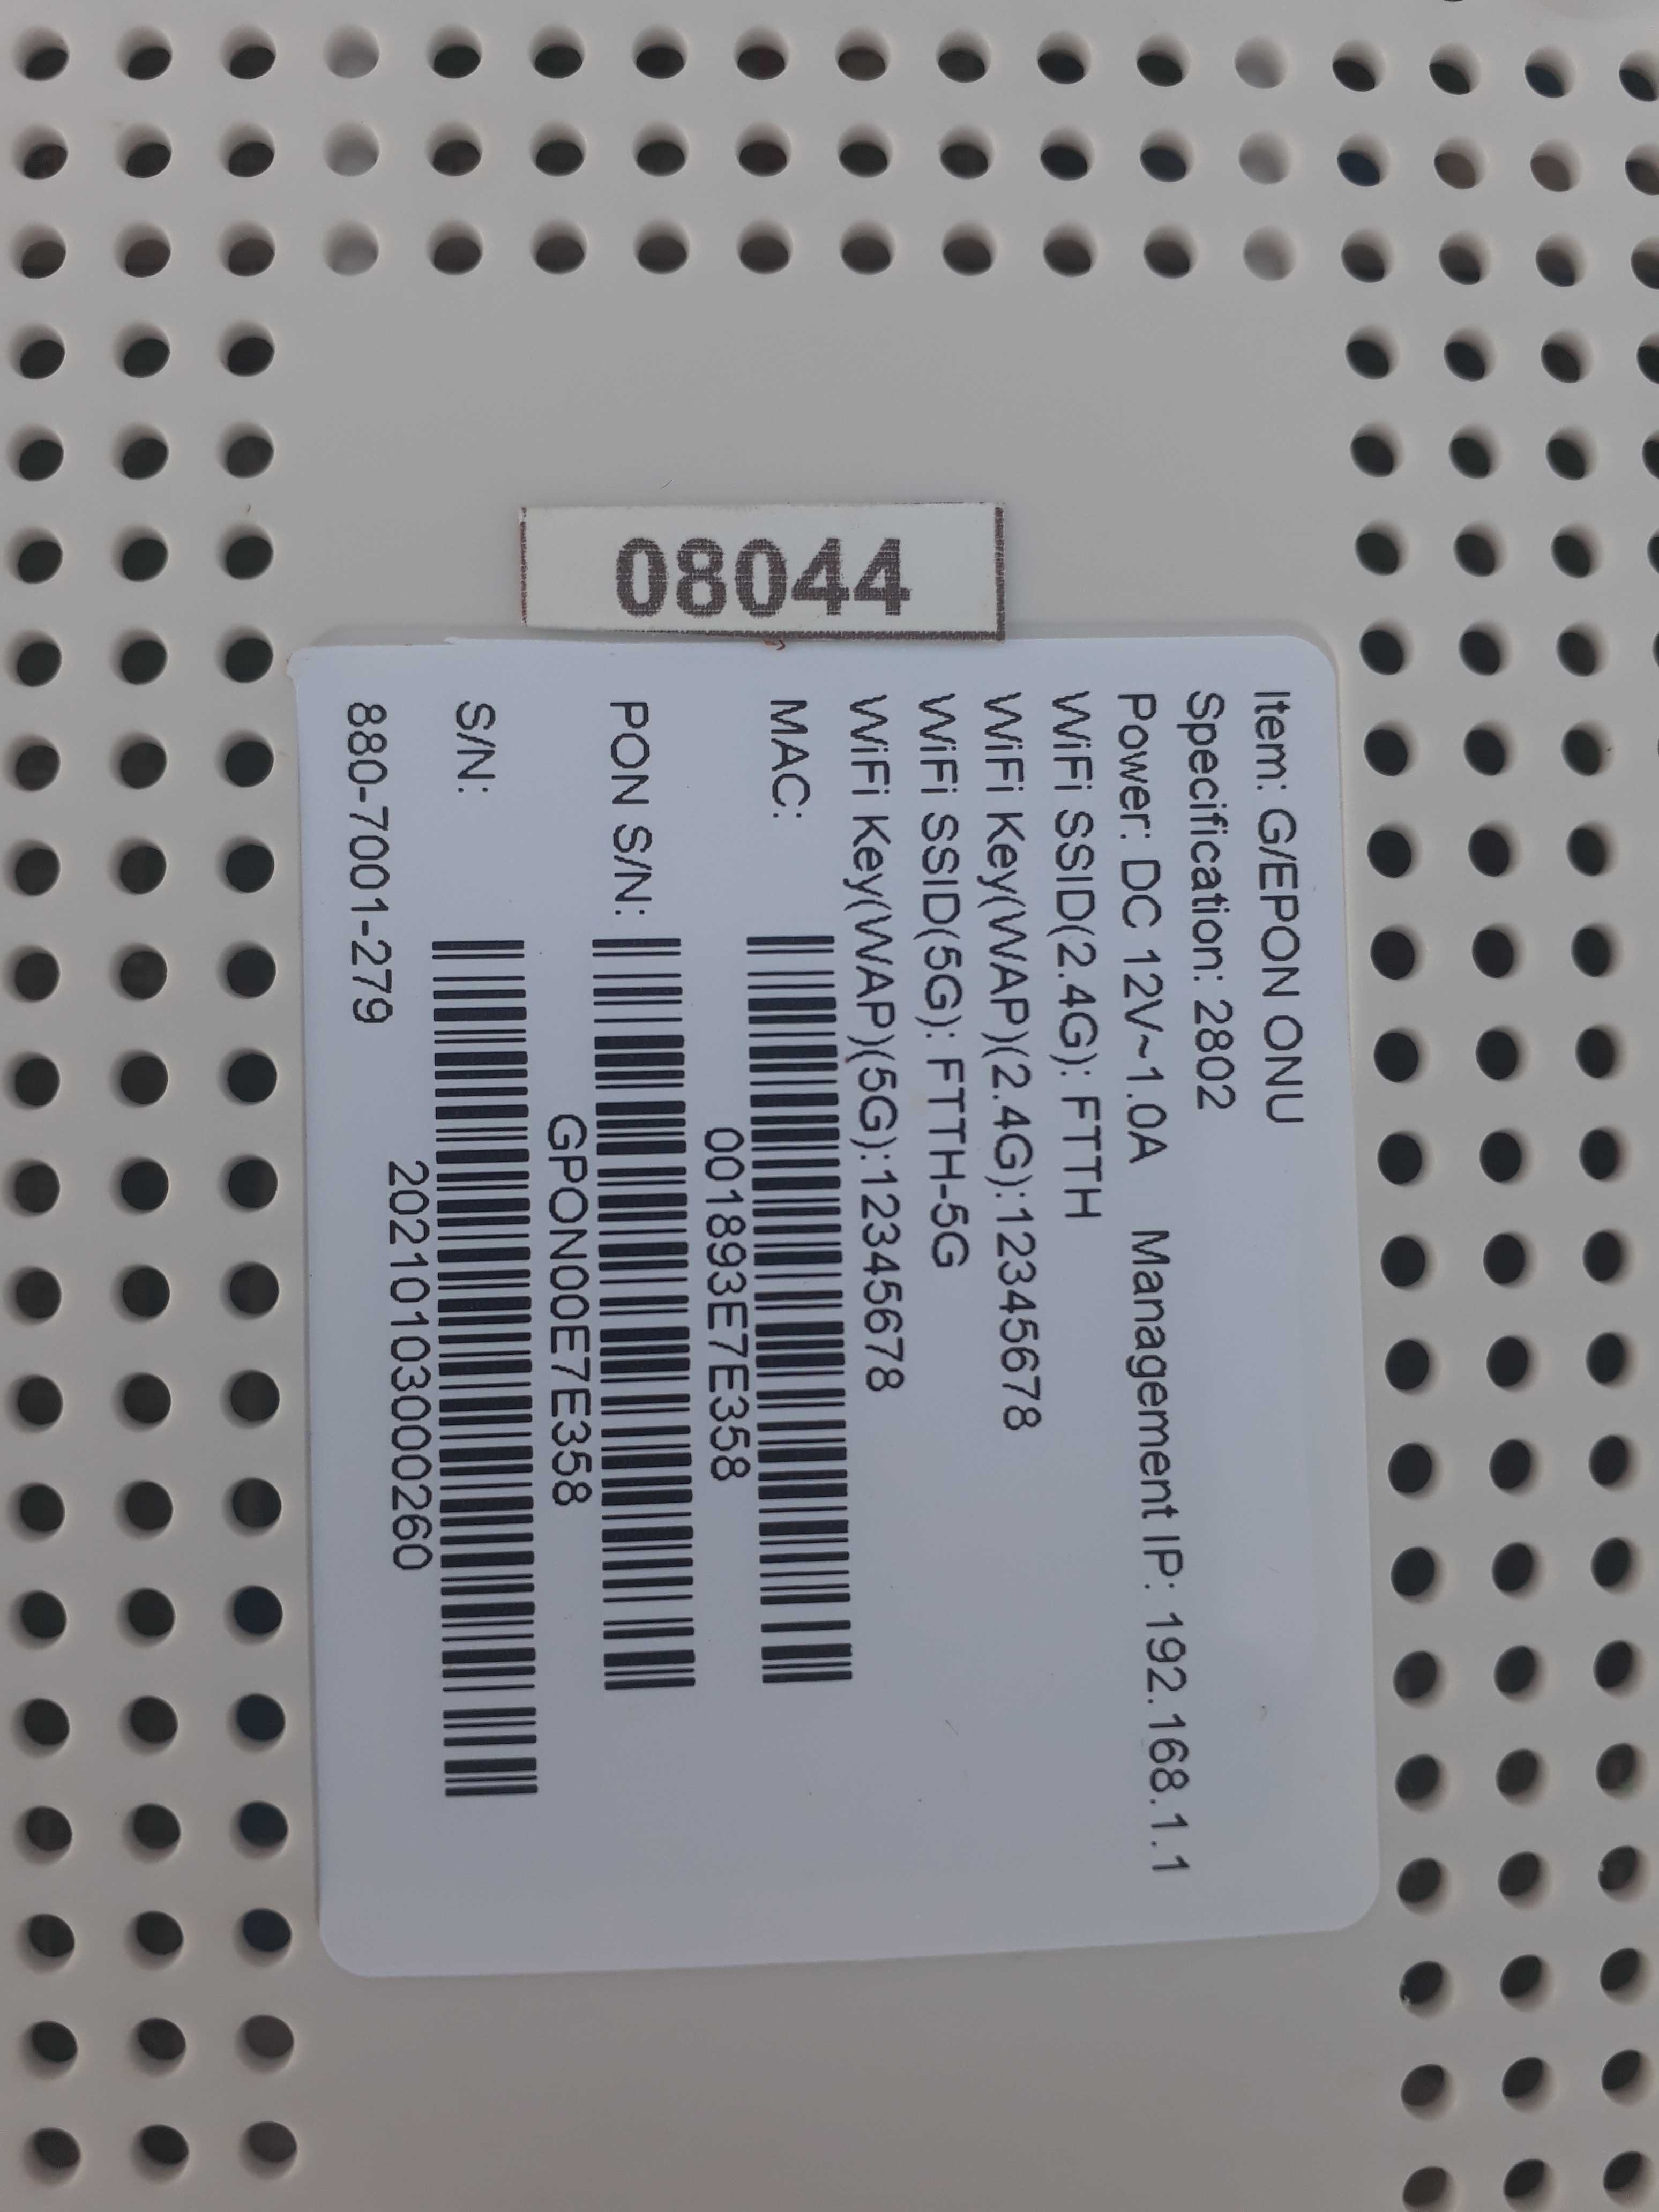 08044
Item: G/EPON ONU
Specification: 2802
Power: DC 12V~1.0A Management IP: 192.168.1.1
WiFi SSID(2.4G): FTTH
WiFi Key(WAP)(2.4G):12345678
WiFi SSID(5G): FTTH-5G
WiFi Key(WAP)(5G):12345678
MAC:
001893E7E358
PON S/N:
GPON00E7E358
S/N:
2021010300260
880-7001-279